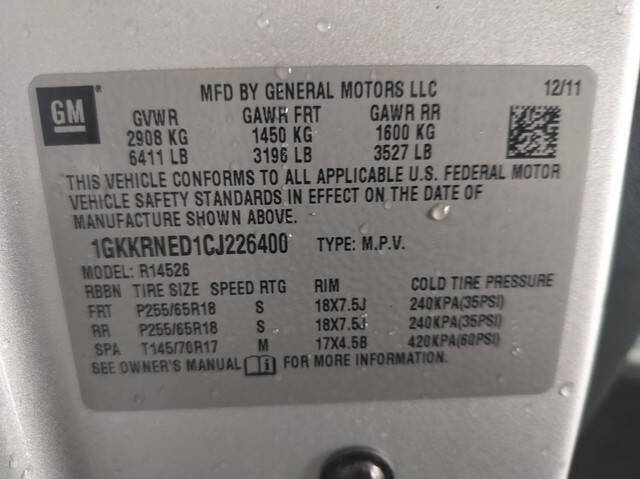 GM
MFD BY GENERAL MOTORS LLC 12/11
GVWR GAWR FRT GAWR RR
2908 KG 1450 KG 1600 KG
6411 LB 3196 LB 3527 LB
THIS VEHICLE CONFORMS TO ALL APPLICABLE U.S. FEDERAL MOTOR
VEHICLE SAFETY STANDARDS IN EFFECT ON THE DATE OF
MANUFACTURE SHOWN ABOVE.
1GKKRNED1CJ226400 TYPE: M.P.V.
MODEL: R14526
RBBN TIRE SIZE SPEED RTG RIM COLD TIRE PRESSURE
FRT P255/65R18 S 18X7.5J 240KPA(35PSI)
RR P255/65R18 S 18X7.5J 240KPA(35PSI)
SPA T145/70R17 M 17X4.5B 420KPA(60PSI)
SEE OWNER'S MANUAL FOR MORE INFORMATION.